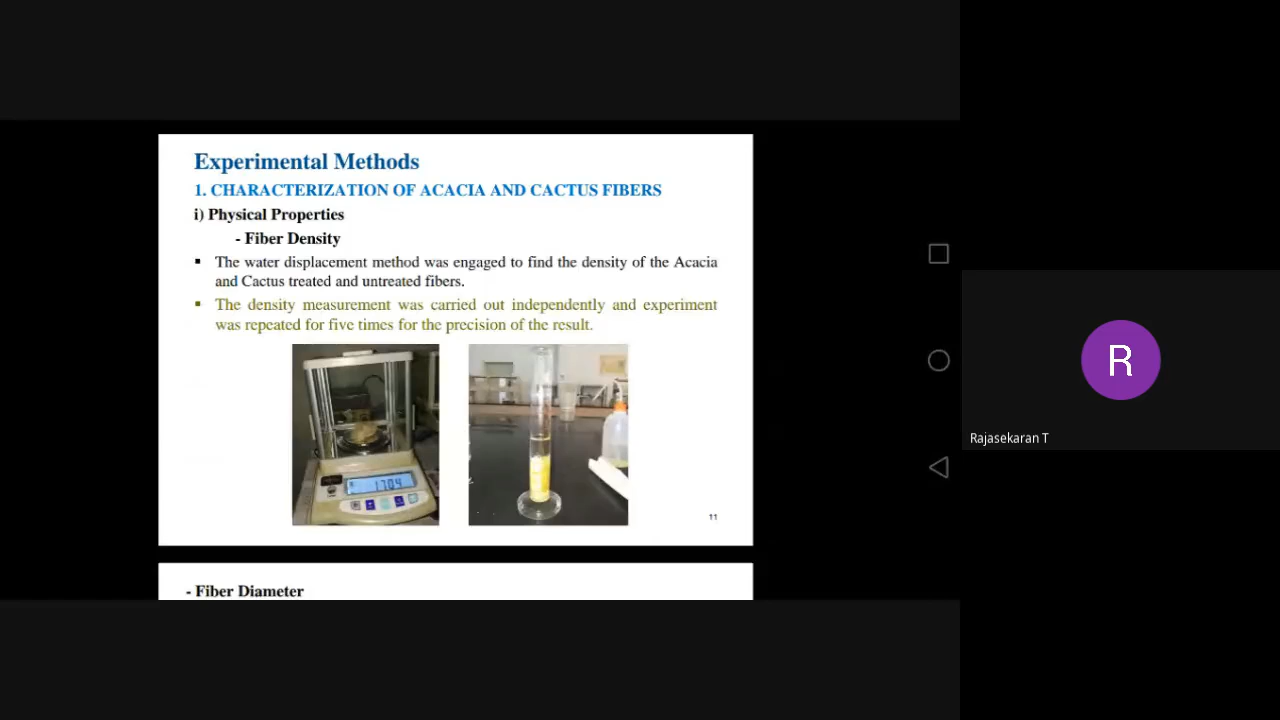 Experimental Methods
1. CHARACTERIZATION OF ACACIA AND CACTUS FIBERS
i) Physical Properties
- Fiber Density
▪ The water displacement method was engaged to find the density of the Acacia
and Cactus treated and untreated fibers.
▪ The density measurement was carried out independently and experiment
was repeated for five times for the precision of the result.
1.704
11
- Fiber Diameter
R
Rajasekaran T